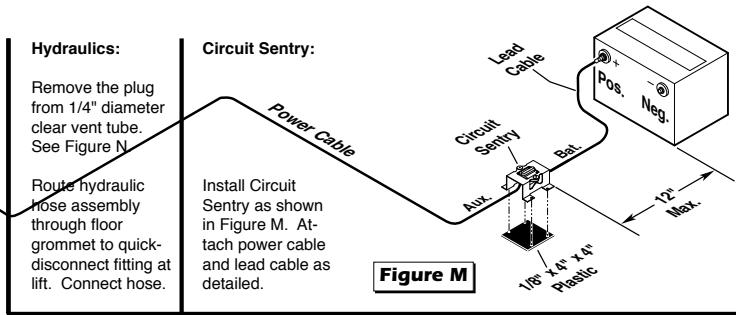 Hydraulics:
Remove the plug
from 1/4" diameter
clear vent tube.
See Figure N.
Route hydraulic
hose assembly
through floor
grommet to quick-
disconnect fitting at
lift. Connect hose.
Circuit Sentry:
Install Circuit
Sentry as shown
in Figure M. At-
tach power cable
and lead cable as
detailed.
Power Cable
Lead
Cable
+
Pos.
-
Neg.
Circuit
Sentry
Bat.
Aux.
12"
Max.
1/8" X 4" X 4"
Plastic
Figure M